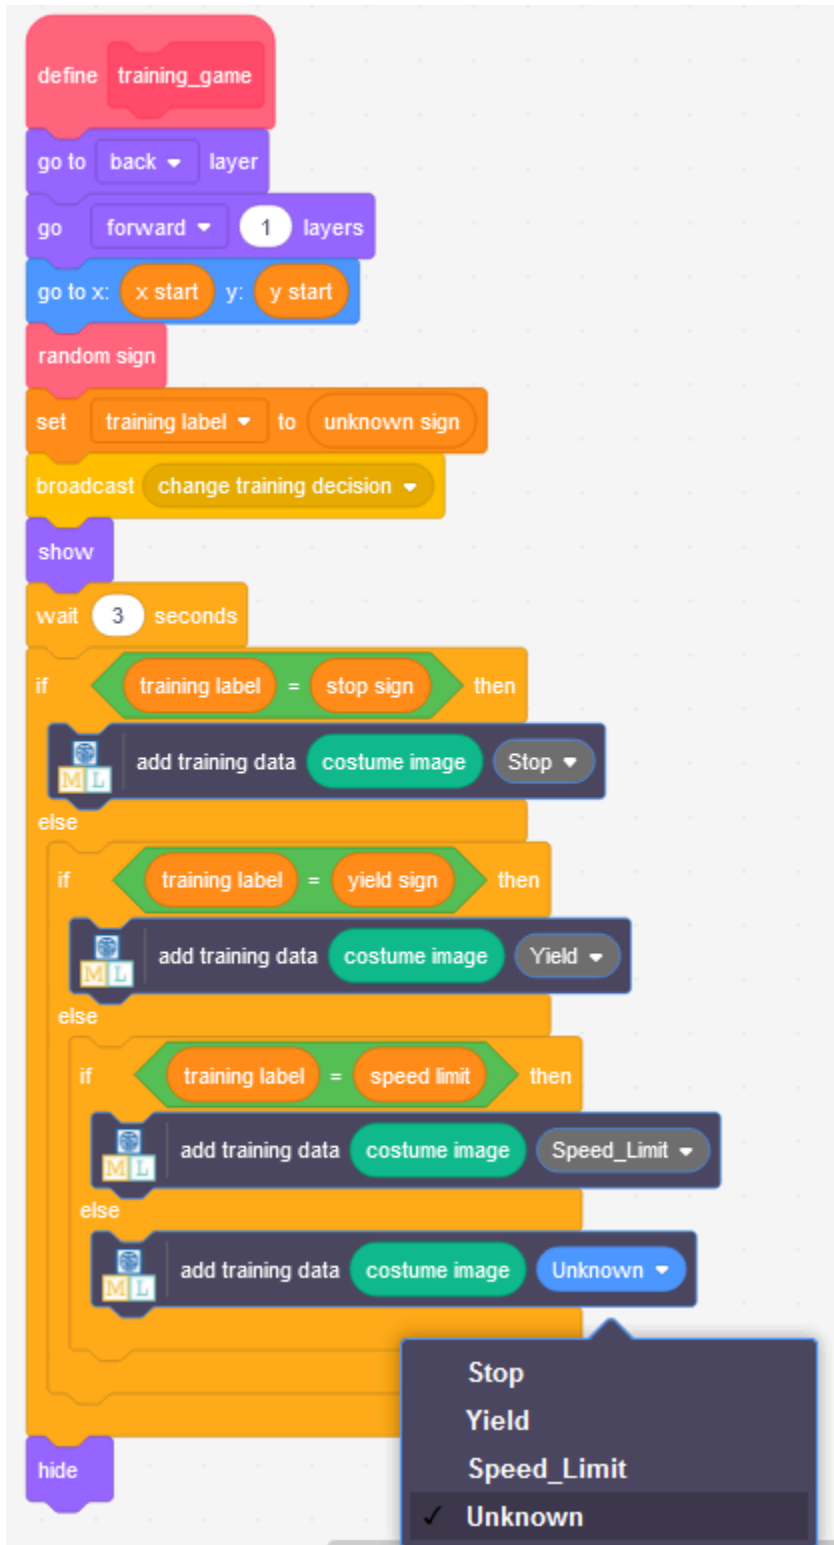 define training_game
go to back layer
go forward 1 layers
go to x: x start y: y start
random sign
set training label to unknown sign
broadcast change training decision
show
wait 3 seconds
if training label = stop sign then
ML add training data costume image Stop
else
if training label = yield sign then
ML add training data costume image Yield
else
if training label = speed limit then
ML add training data costume image Speed_Limit
else
ML add training data costume image Unknown
Stop
Yield
Speed_Limit
✓ Unknown
hide